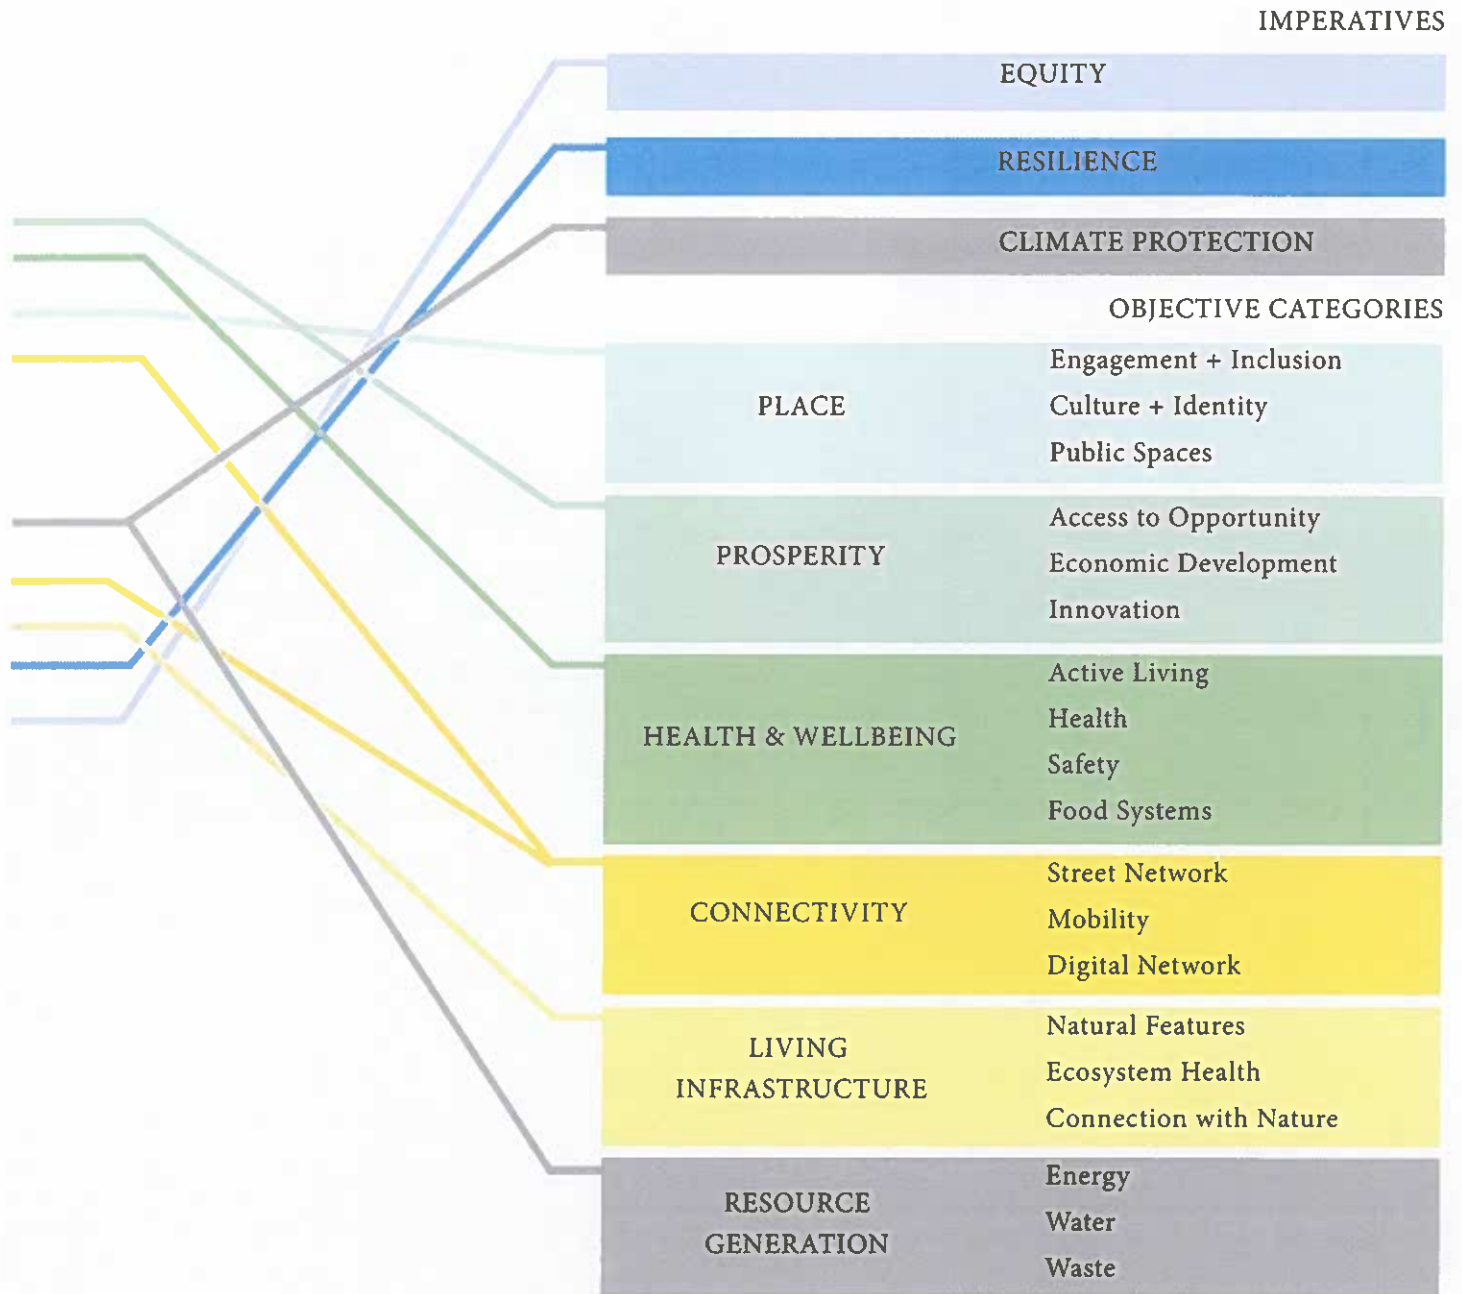 IMPERATIVES
EQUITY
RESILIENCE
CLIMATE PROTECTION
OBJECTIVE CATEGORIES
PLACE
Engagement + Inclusion
Culture + Identity
Public Spaces
PROSPERITY
Access to Opportunity
Economic Development
Innovation
HEALTH & WELLBEING
Active Living
Health
Safety
Food Systems
CONNECTIVITY
Street Network
Mobility
Digital Network
LIVING
INFRASTRUCTURE
Natural Features
Ecosystem Health
Connection with Nature
RESOURCE
GENERATION
Energy
Water
Waste